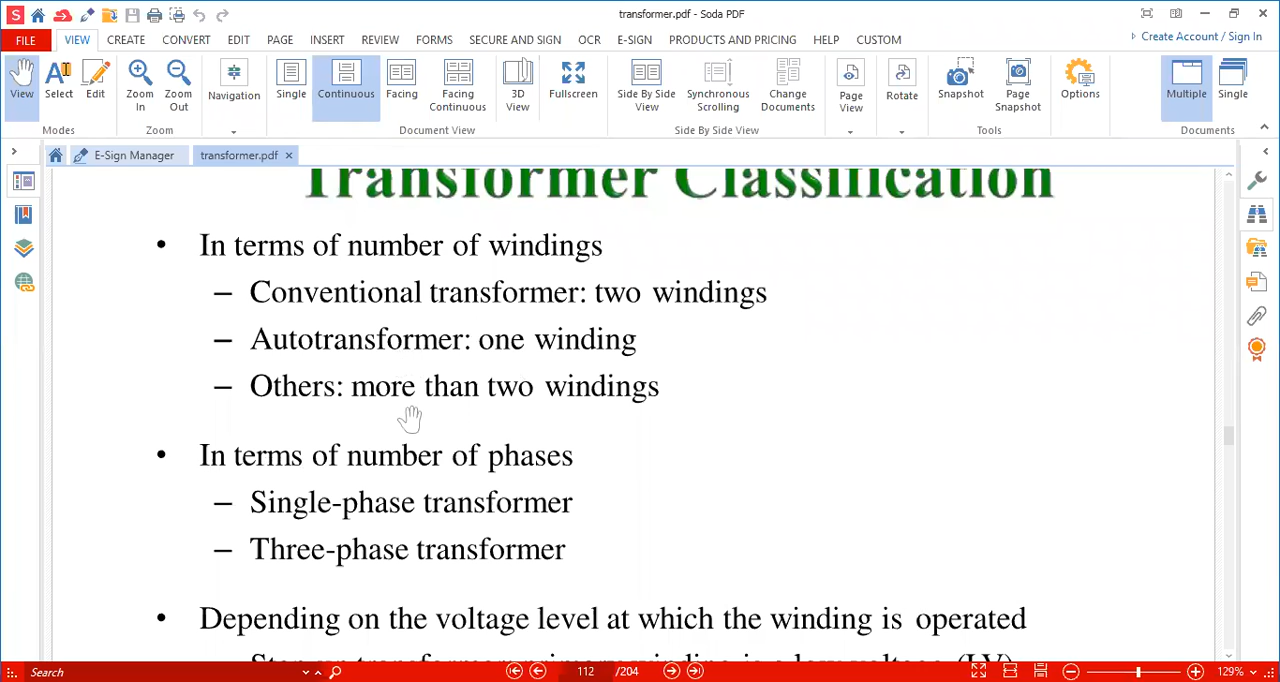 transformer.pdf - Soda PDF
FILE VIEW CREATE CONVERT EDIT PAGE INSERT REVIEW FORMS SECURE AND SIGN OCR E-SIGN PRODUCTS AND PRICING HELP CUSTOM Create Account / Sign In
View Select Edit Zoom In Zoom Out Navigation Single Continuous Facing Facing Continuous 3D View Fullscreen Side By Side View Synchronous Scrolling Change Documents Page View Rotate Snapshot Page Snapshot Options Multiple Single
Modes Zoom Document View Side By Side View Tools Documents
E-Sign Manager transformer.pdf
Transformer Classification
• In terms of number of windings
– Conventional transformer: two windings
– Autotransformer: one winding
– Others: more than two windings
• In terms of number of phases
– Single-phase transformer
– Three-phase transformer
• Depending on the voltage level at which the winding is operated
Search 112 /204 129%